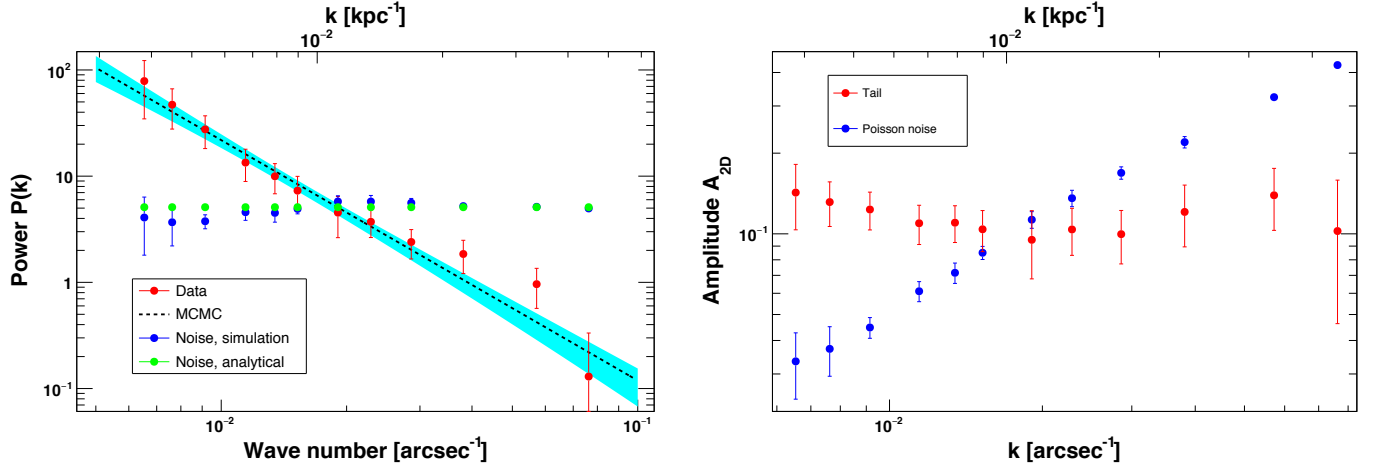 k [kpc⁻¹]
10⁻²
10²
10
1
10⁻¹
Power P(k)
Data
MCMC
Noise, simulation
Noise, analytical
10⁻²
10⁻¹
Wave number [arcsec⁻¹]
k [kpc⁻¹]
10⁻²
Amplitude A₂D
10⁻¹
Tail
Poisson noise
10⁻²
10⁻¹
k [arcsec⁻¹]